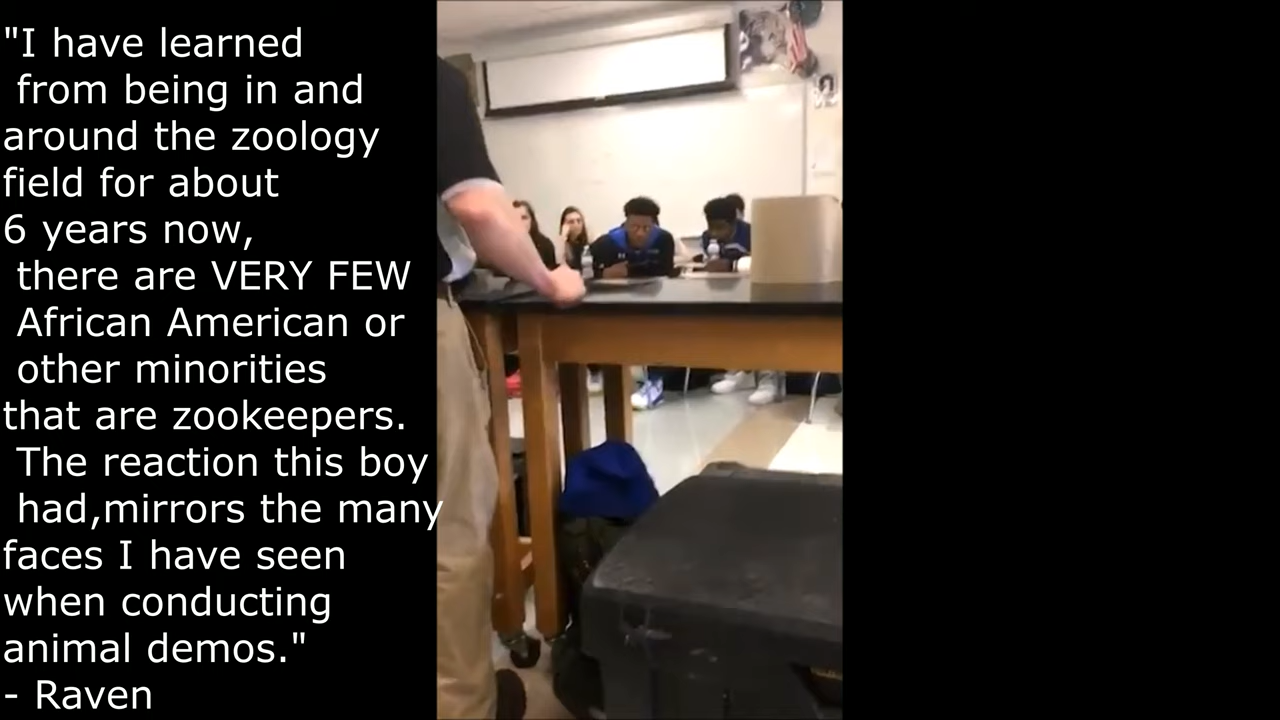 "I have learned
from being in and
around the zoology
field for about
6 years now,
there are VERY FEW
African American or
other minorities
that are zookeepers.
The reaction this boy
had,mirrors the many
faces I have seen
when conducting
animal demos."
- Raven